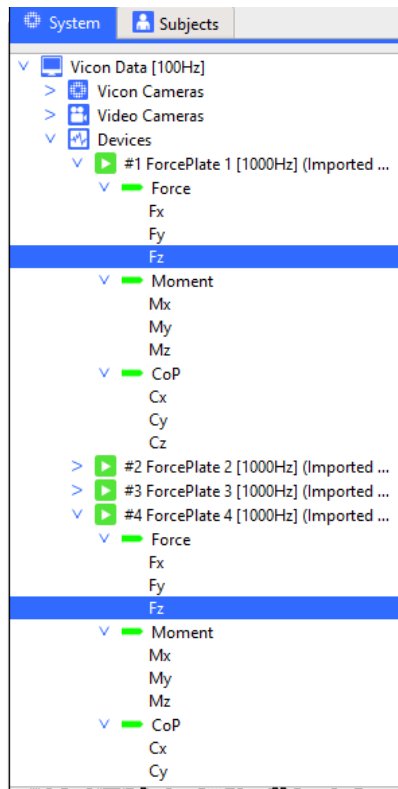 System Subjects
Vicon Data [100Hz]
Vicon Cameras
Video Cameras
Devices
#1 ForcePlate 1 [1000Hz] (Imported ...
Force
Fx
Fy
Fz
Moment
Mx
My
Mz
CoP
Cx
Cy
Cz
#2 ForcePlate 2 [1000Hz] (Imported ...
#3 ForcePlate 3 [1000Hz] (Imported ...
#4 ForcePlate 4 [1000Hz] (Imported ...
Force
Fx
Fy
Fz
Moment
Mx
My
Mz
CoP
Cx
Cy